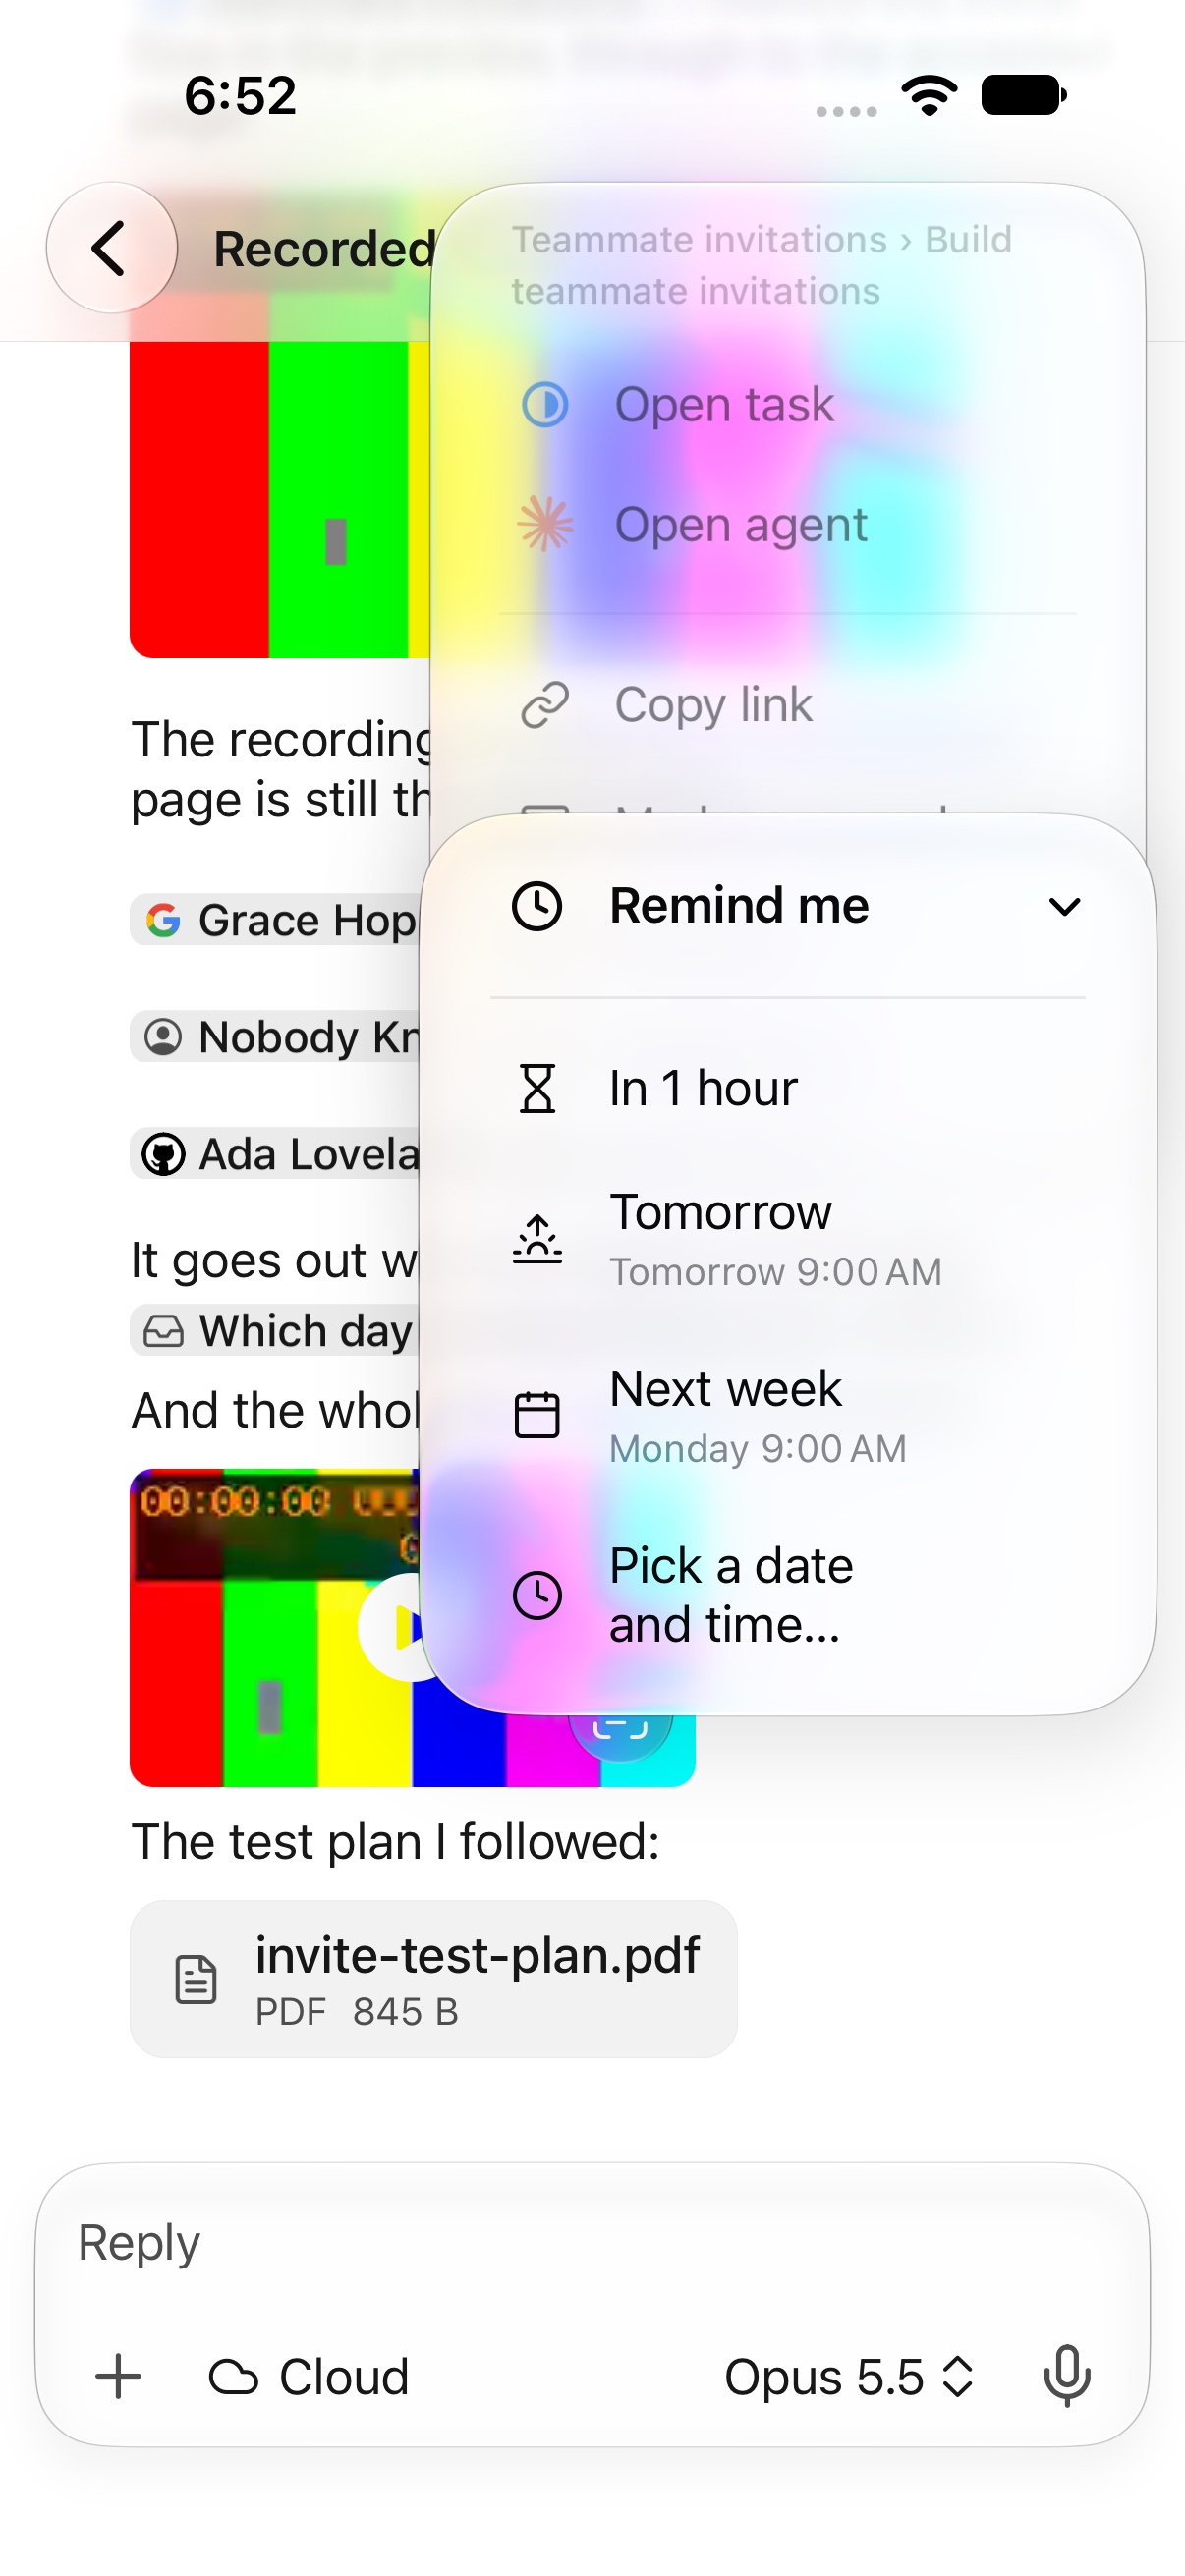 6:52
Recorded
Teammate invitations › Build
teammate invitations
Open task
Open agent
Copy link
The recording
page is still th
Remind me
Grace Hop
Nobody Kn
In 1 hour
Ada Lovela
Tomorrow
Tomorrow 9:00 AM
It goes out w
Which day
Next week
Monday 9:00 AM
And the whol
00:00:00
Pick a date
and time...
The test plan I followed:
invite-test-plan.pdf
PDF 845 B
Reply
Cloud
Opus 5.5